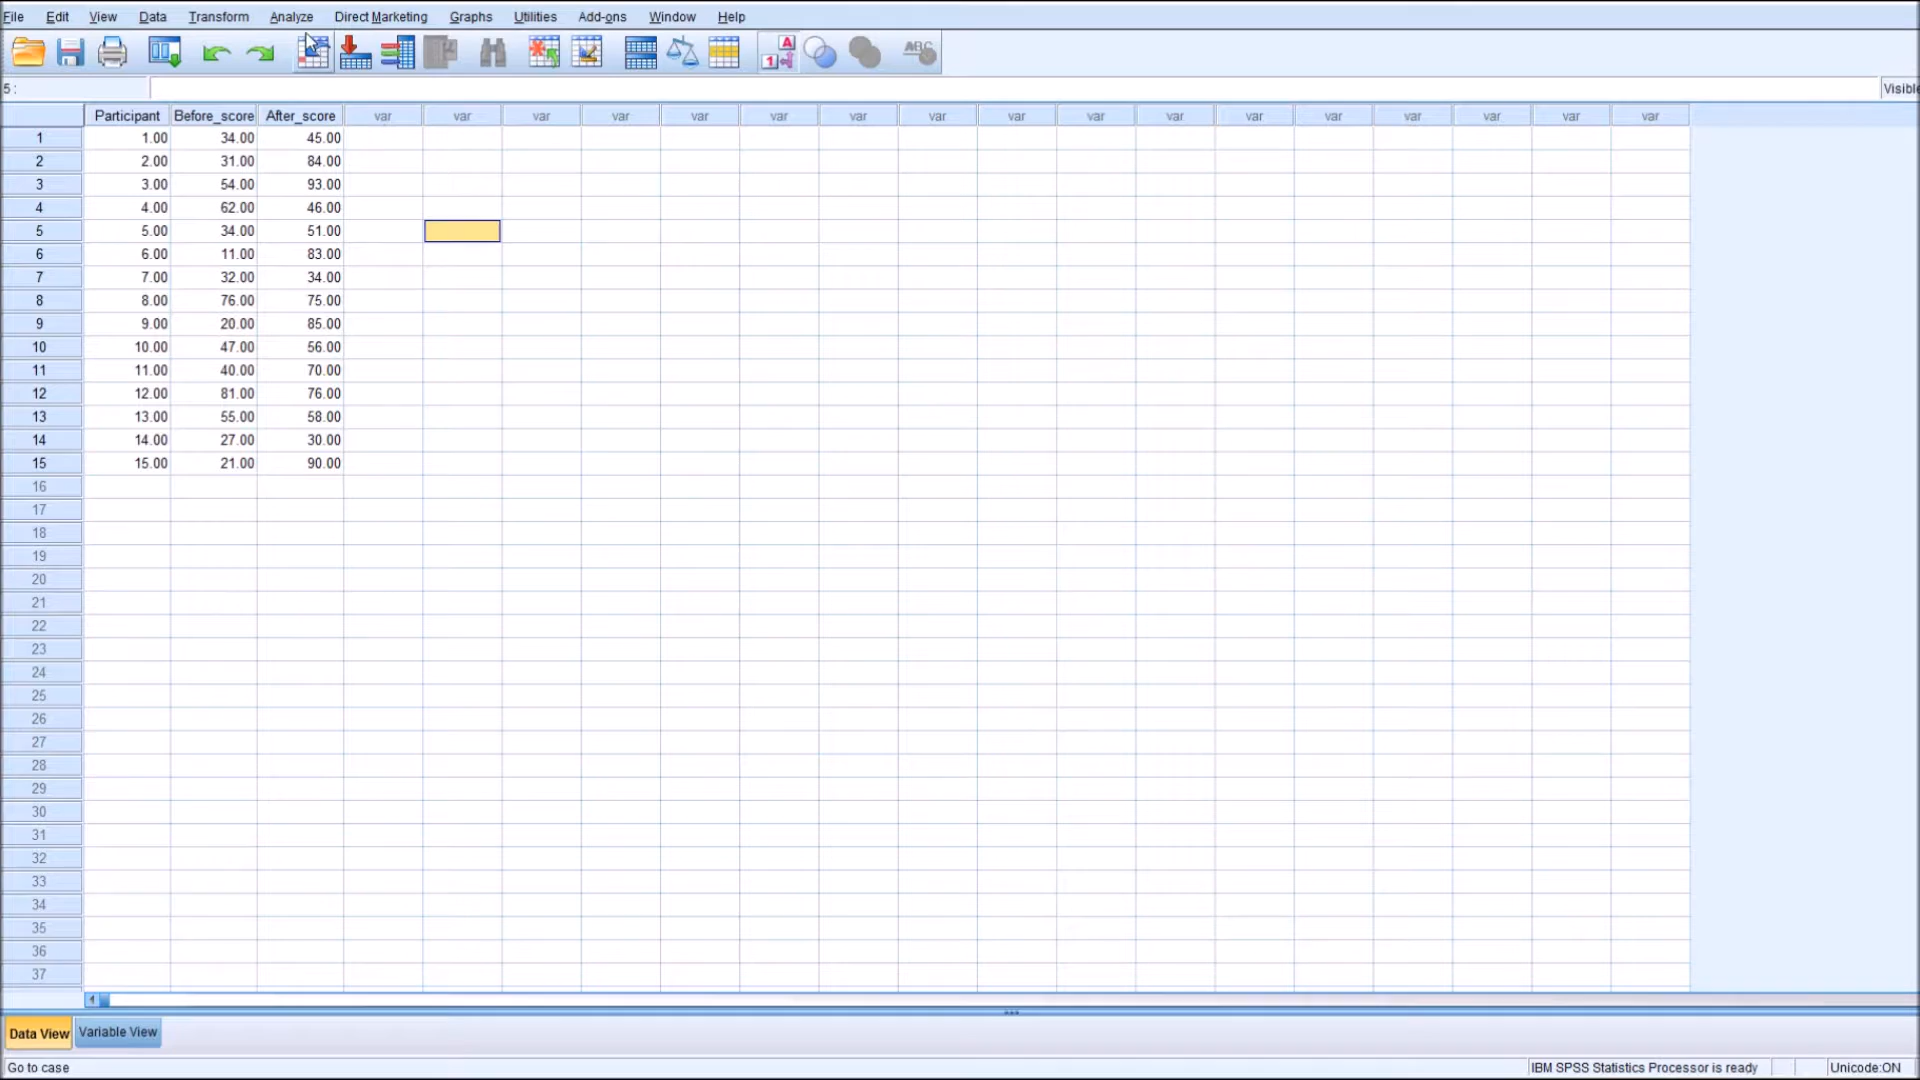 File Edit View Data Transform Analyze Direct Marketing Graphs Utilities Add-ons Window Help
1 A ABC
5 : Visible
Participant Before_score After_score var var var var var var var var var var var var var var var var var
1 1.00 34.00 45.00
2 2.00 31.00 84.00
3 3.00 54.00 93.00
4 4.00 62.00 46.00
5 5.00 34.00 51.00
6 6.00 11.00 83.00
7 7.00 32.00 34.00
8 8.00 76.00 75.00
9 9.00 20.00 85.00
10 10.00 47.00 56.00
11 11.00 40.00 70.00
12 12.00 81.00 76.00
13 13.00 55.00 58.00
14 14.00 27.00 30.00
15 15.00 21.00 90.00
16
17
18
19
20
21
22
23
24
25
26
27
28
29
30
31
32
33
34
35
36
37
Data View Variable View
Go to case IBM SPSS Statistics Processor is ready Unicode:ON